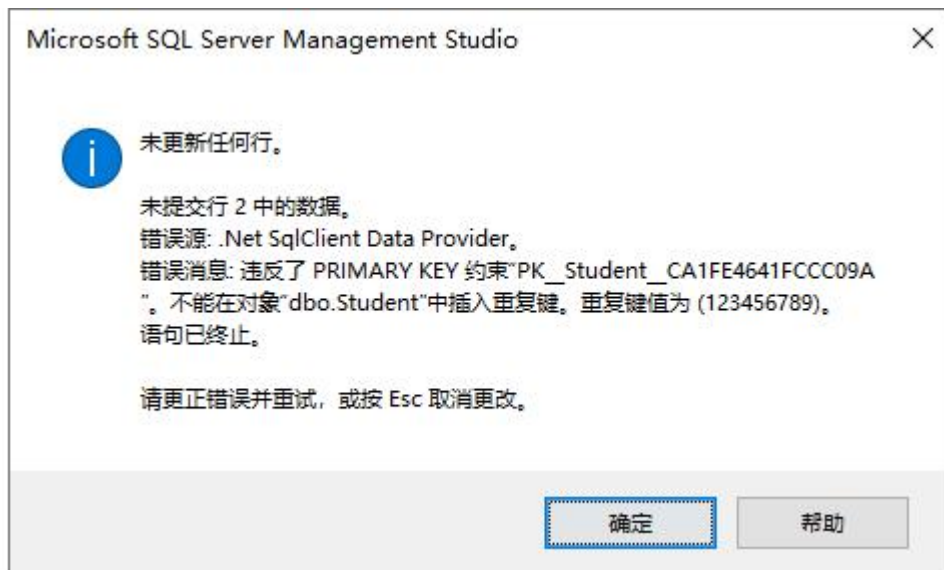 Microsoft SQL Server Management Studio
未更新任何行。
未提交行 2 中的数据。
错误源: .Net SqlClient Data Provider。
错误消息: 违反了 PRIMARY KEY 约束“PK__Student__CA1FE4641FCCC09A
”。不能在对象“dbo.Student”中插入重复键。重复键值为 (123456789)。
语句已终止。
请更正错误并重试，或按 Esc 取消更改。
确定
帮助